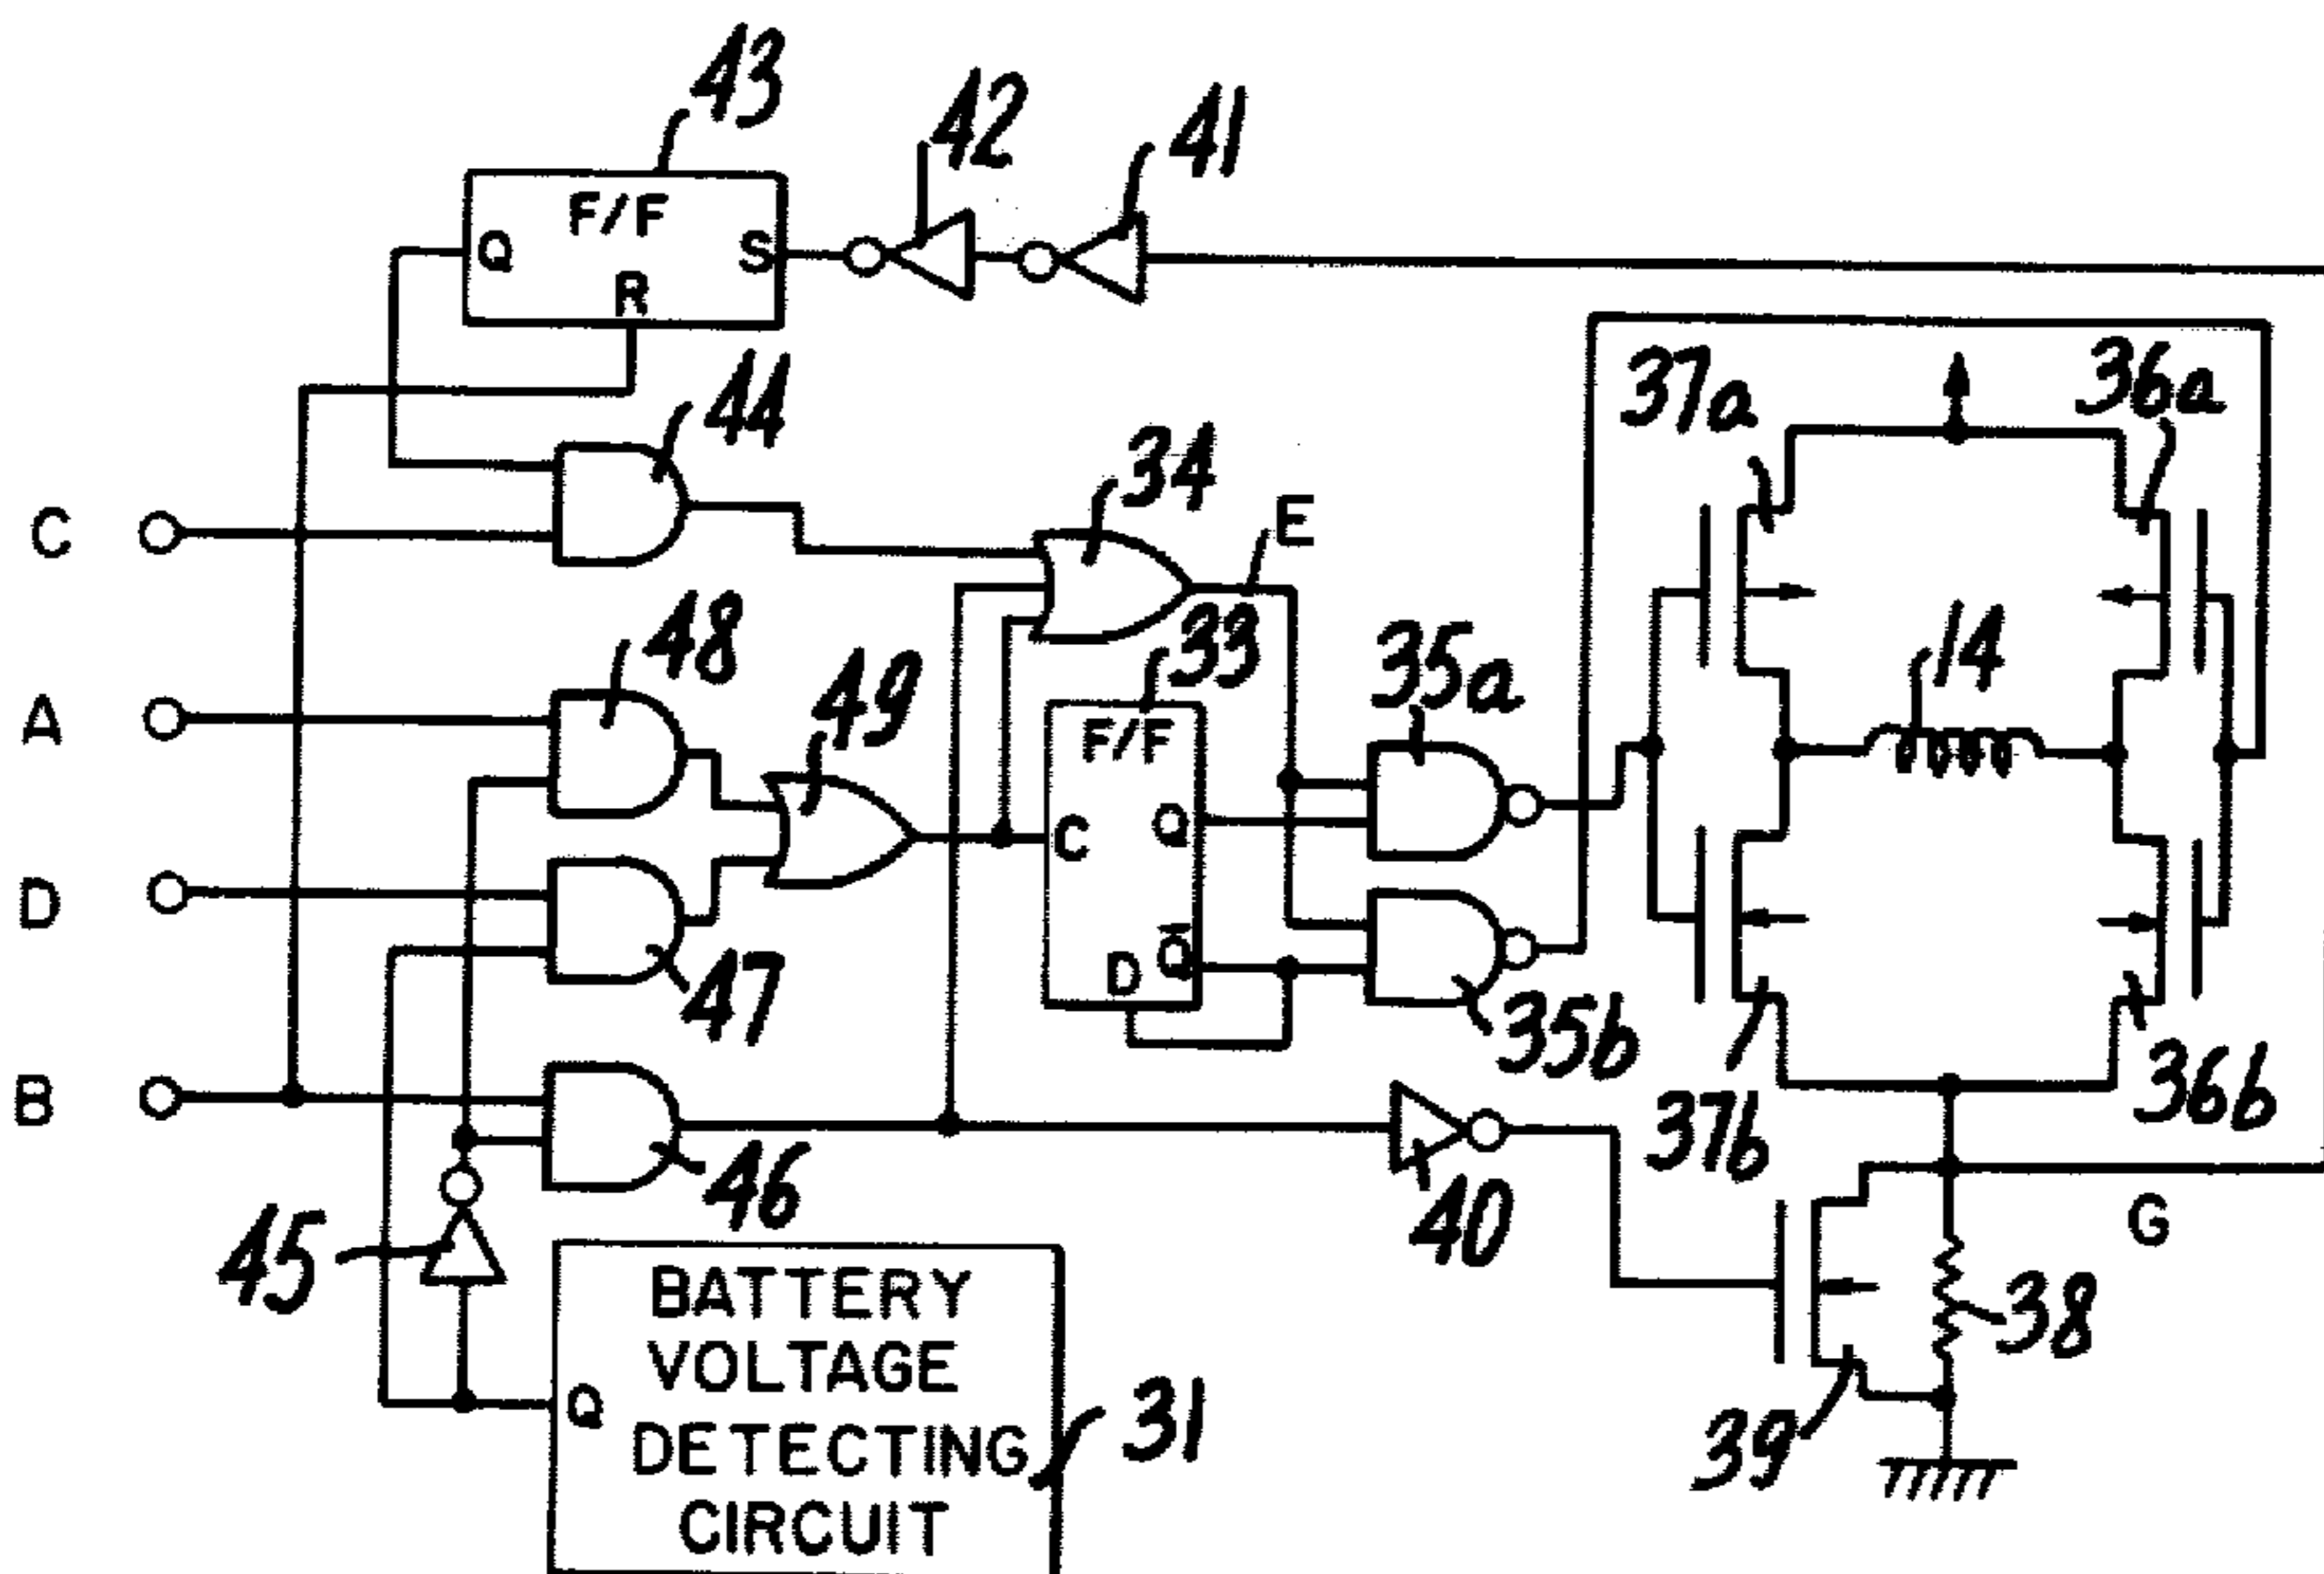 43
42
41
F/F
Q
S
R
44
37a
36a
34
C
E
48
33
14
49
35a
A
F/F
C
Q
D
47
D
Q̅
35b
B
46
37b
36b
40
G
45
BATTERY
VOLTAGE
DETECTING
CIRCUIT
Q
31
38
39